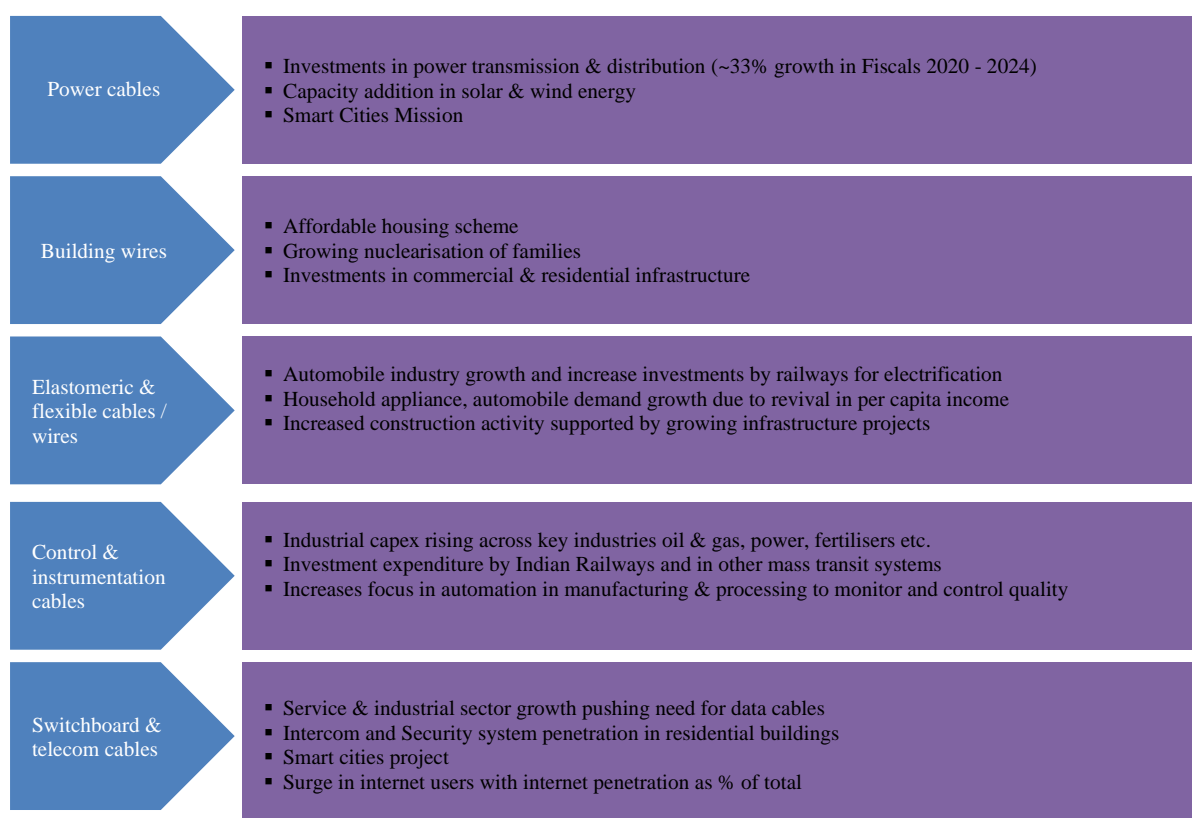 Power cables
▪ Investments in power transmission & distribution (~33% growth in Fiscals 2020 - 2024)
▪ Capacity addition in solar & wind energy
▪ Smart Cities Mission
Building wires
▪ Affordable housing scheme
▪ Growing nuclearisation of families
▪ Investments in commercial & residential infrastructure
Elastomeric &
flexible cables /
wires
▪ Automobile industry growth and increase investments by railways for electrification
▪ Household appliance, automobile demand growth due to revival in per capita income
▪ Increased construction activity supported by growing infrastructure projects
Control &
instrumentation
cables
▪ Industrial capex rising across key industries oil & gas, power, fertilisers etc.
▪ Investment expenditure by Indian Railways and in other mass transit systems
▪ Increases focus in automation in manufacturing & processing to monitor and control quality
Switchboard &
telecom cables
▪ Service & industrial sector growth pushing need for data cables
▪ Intercom and Security system penetration in residential buildings
▪ Smart cities project
▪ Surge in internet users with internet penetration as % of total